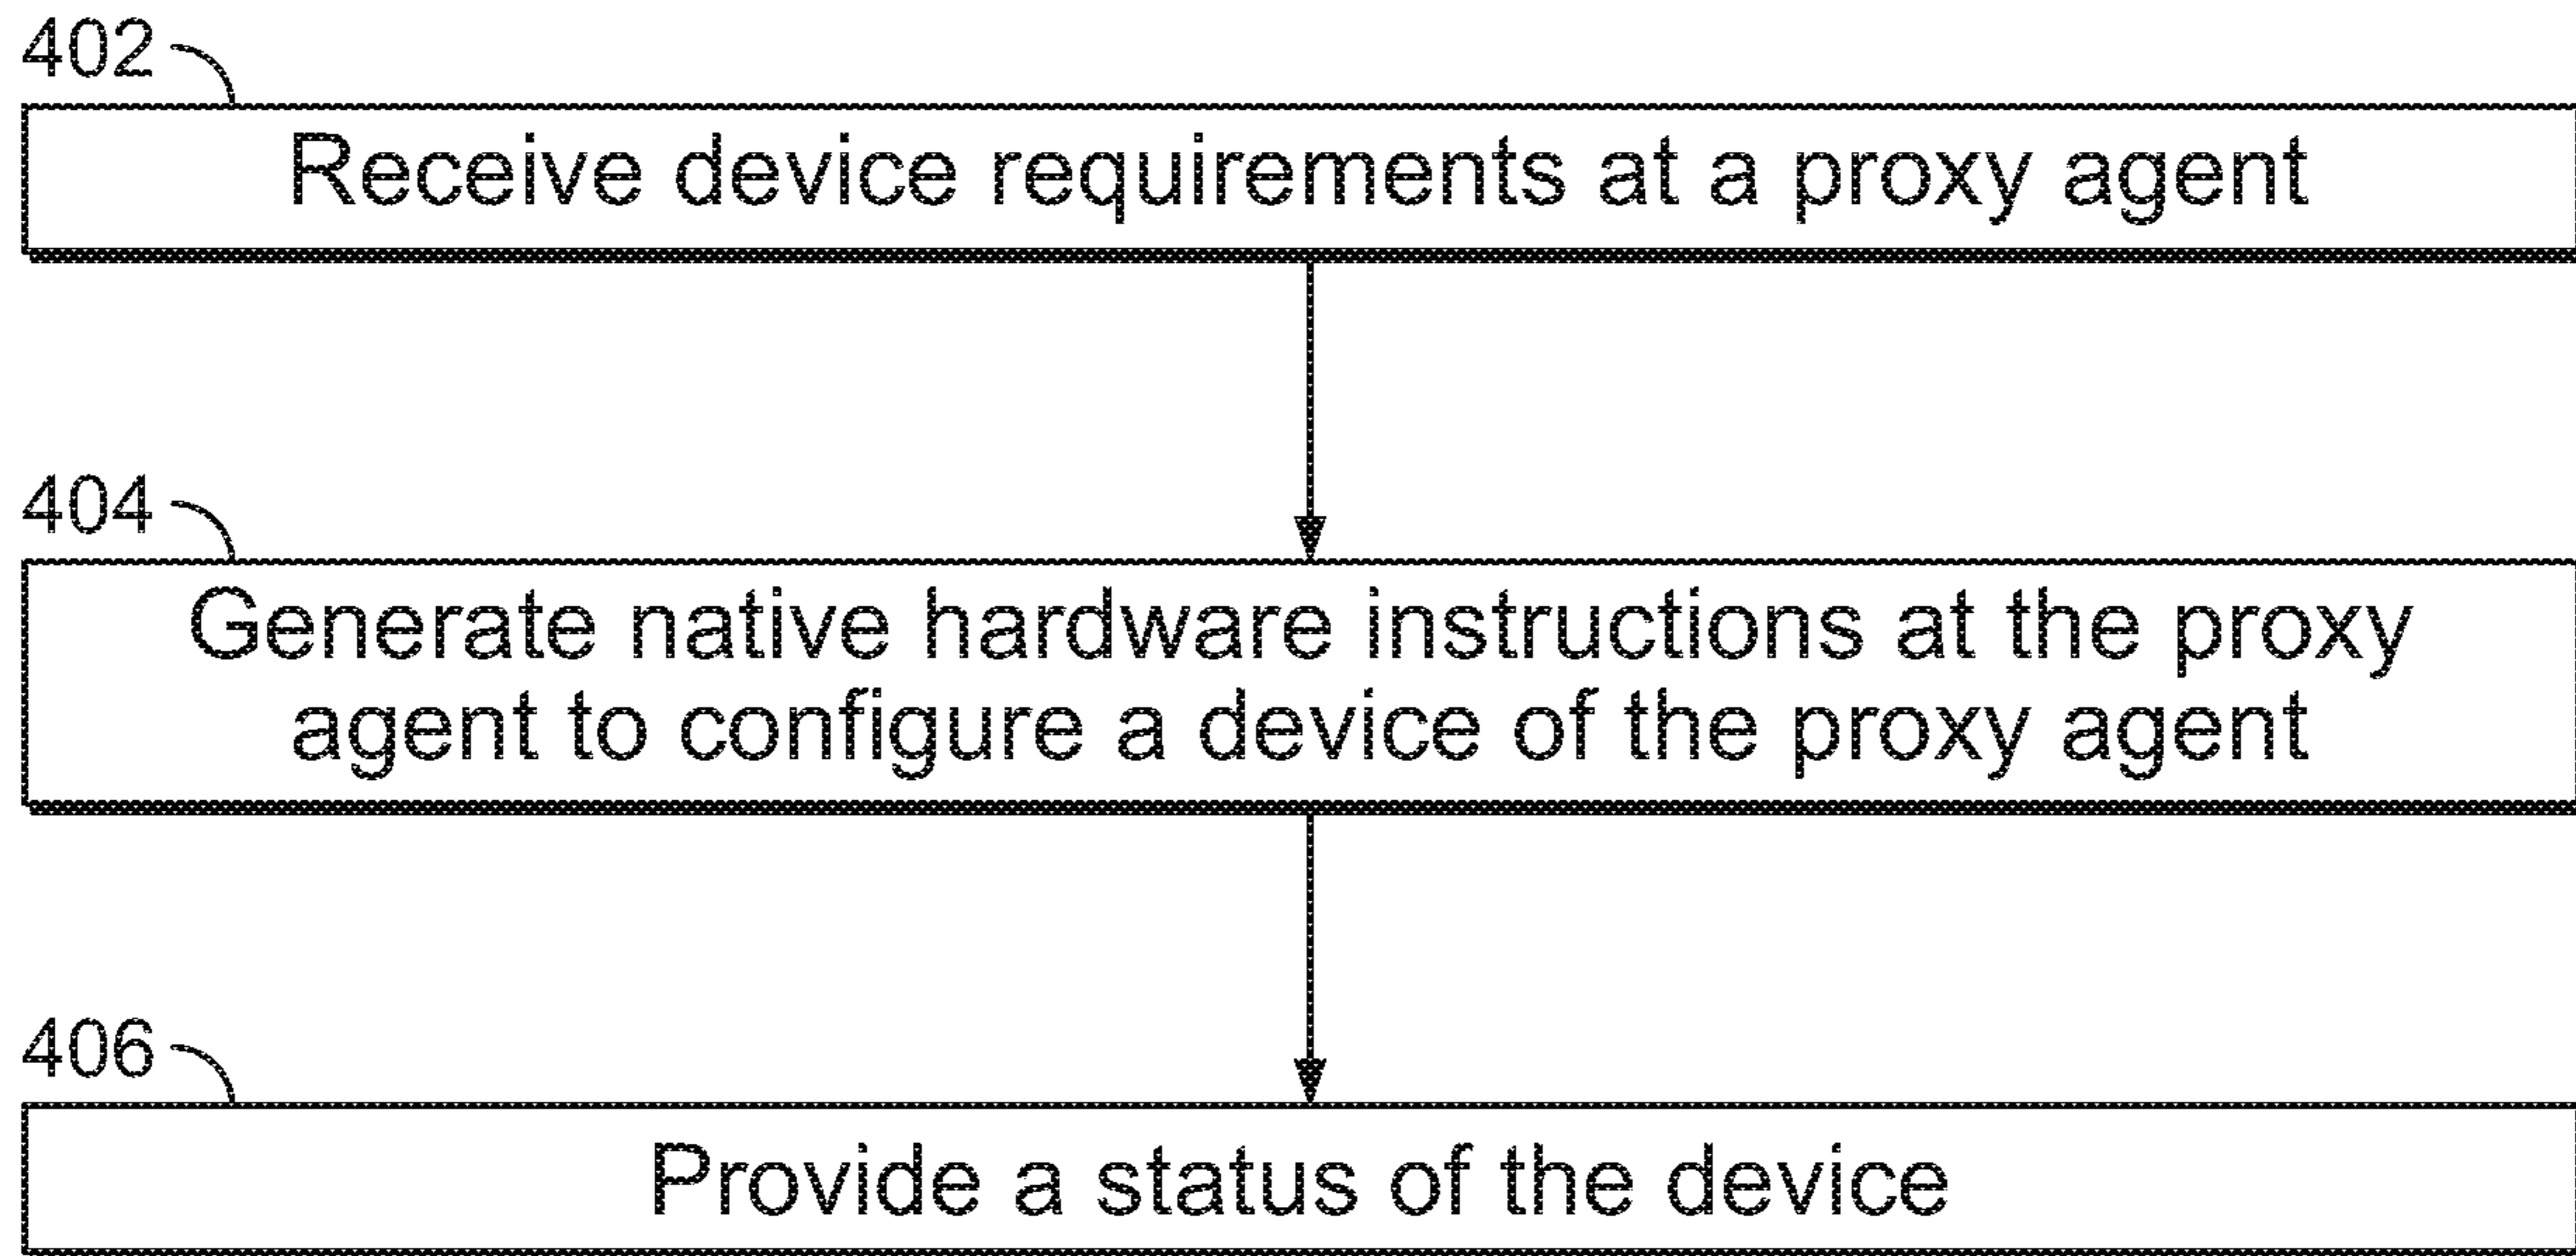 402
Receive device requirements at a proxy agent
404
Generate native hardware instructions at the proxy
agent to configure a device of the proxy agent
406
Provide a status of the device